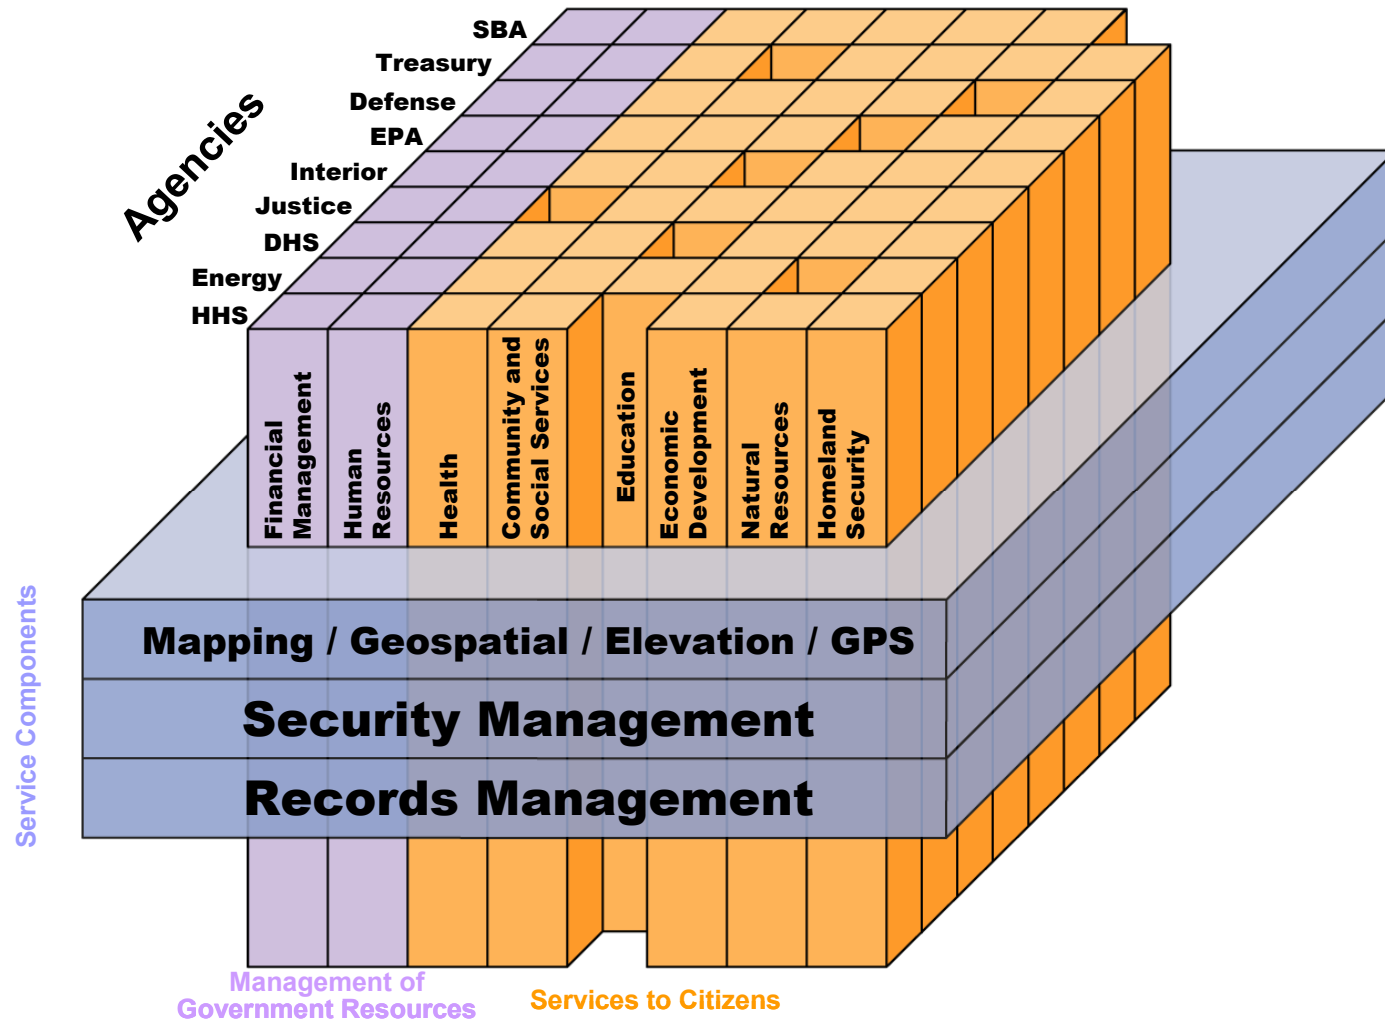 Agencies
SBA
Treasury
Defense
EPA
Interior
Justice
DHS
Energy
HHS
Financial
Management
Human
Resources
Health
Community and
Social Services
Education
Economic
Development
Natural
Resources
Homeland
Security
Service Components
Mapping / Geospatial / Elevation / GPS
Security Management
Records Management
Management of
Government Resources
Services to Citizens